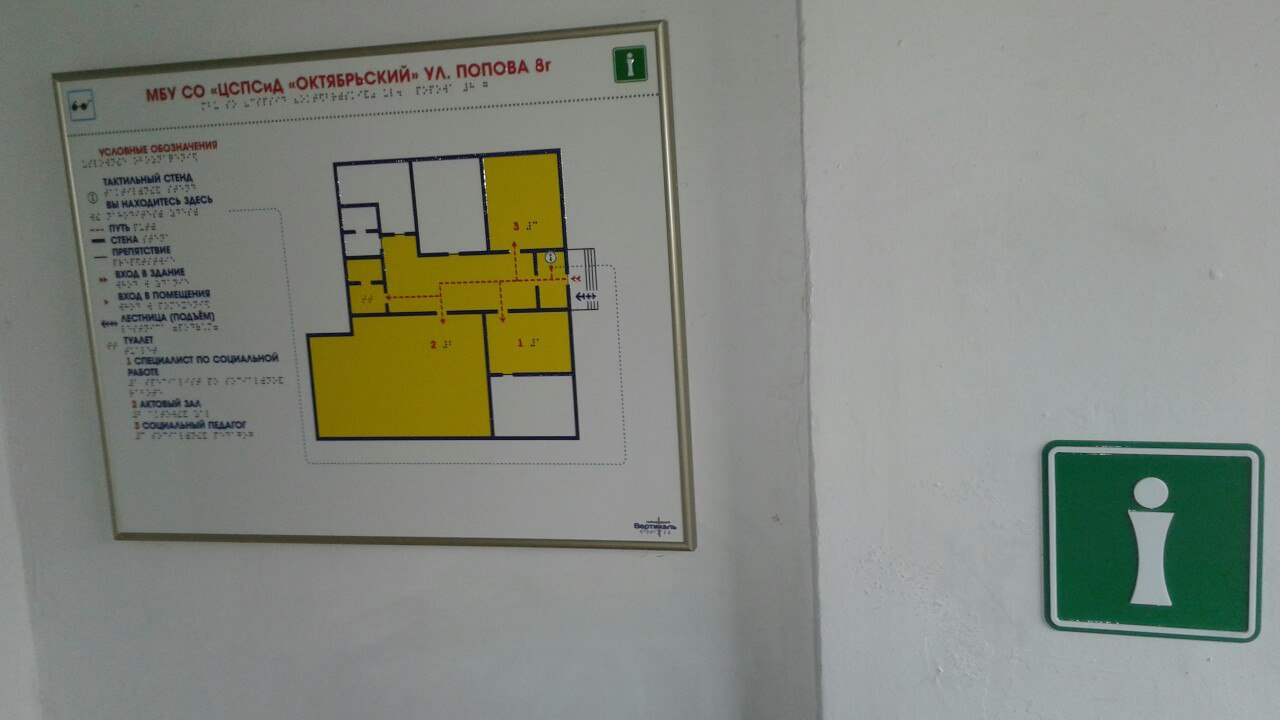 МБУ СО «ЦСПСиД «ОКТЯБРЬСКИЙ» УЛ. ПОПОВА 8г
УСЛОВНЫЕ ОБОЗНАЧЕНИЯ
ТАКТИЛЬНЫЙ СТЕНД
ВЫ НАХОДИТЕСЬ ЗДЕСЬ
ПУТЬ
СТЕНА
ПРЕПЯТСТВИЕ
ВХОД В ЗДАНИЕ
ВХОД В ПОМЕЩЕНИЯ
ЛЕСТНИЦА (ПОДЪЁМ)
ТУАЛЕТ
1 СПЕЦИАЛИСТ ПО СОЦИАЛЬНОЙ
РАБОТЕ
2 АКТОВЫЙ ЗАЛ
3 СОЦИАЛЬНЫЙ ПЕДАГОГ
3
2
1
i
Вертикаль
i